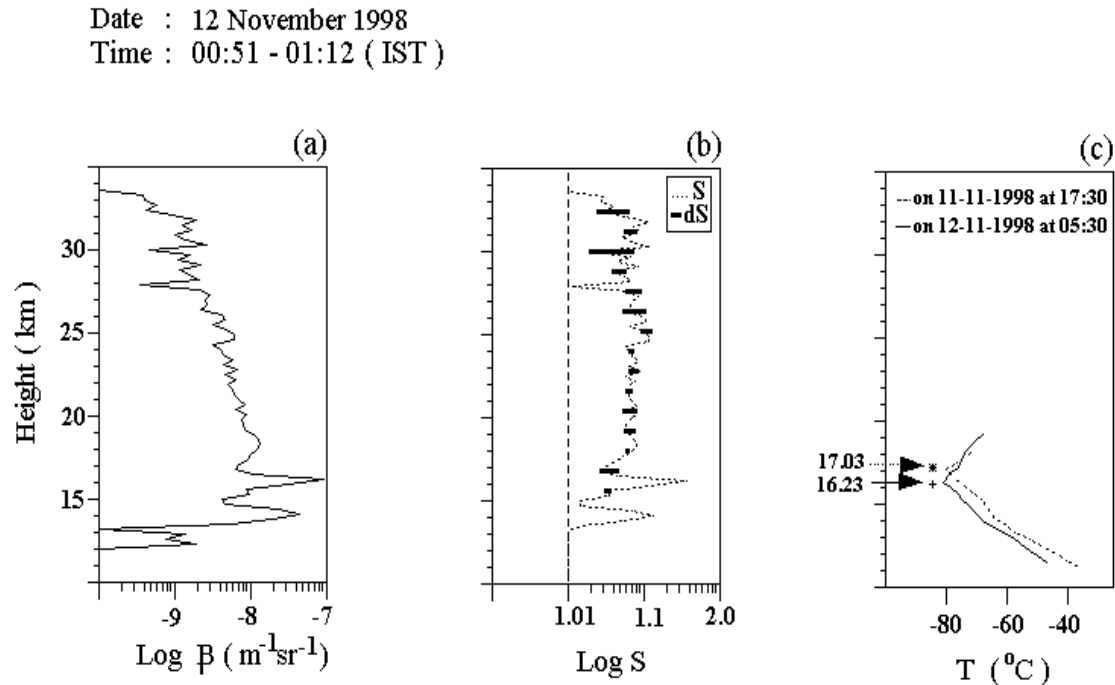 Date : 12 November 1998
Time : 00:51 - 01:12 ( IST )
(a)
(b)
(c)
S
dS
on 11-11-1998 at 17:30
on 12-11-1998 at 05:30
Height ( km )
30
25
20
15
17.03
16.23
-9
-8
-7
1.01
1.1
2.0
-80
-60
-40
Log β ( m⁻¹sr⁻¹)
Log S
T ( ⁰C )